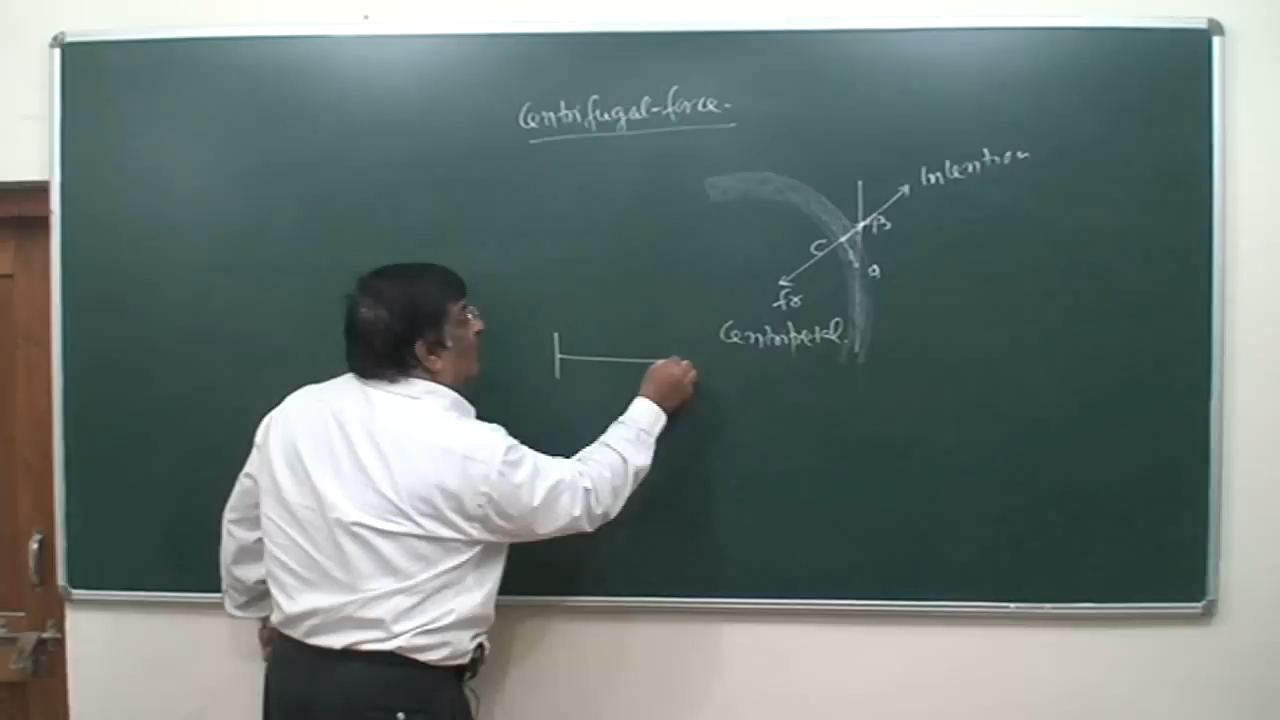 Centrifugal-force.
Intention
B
C
a
fr
Centripetal.